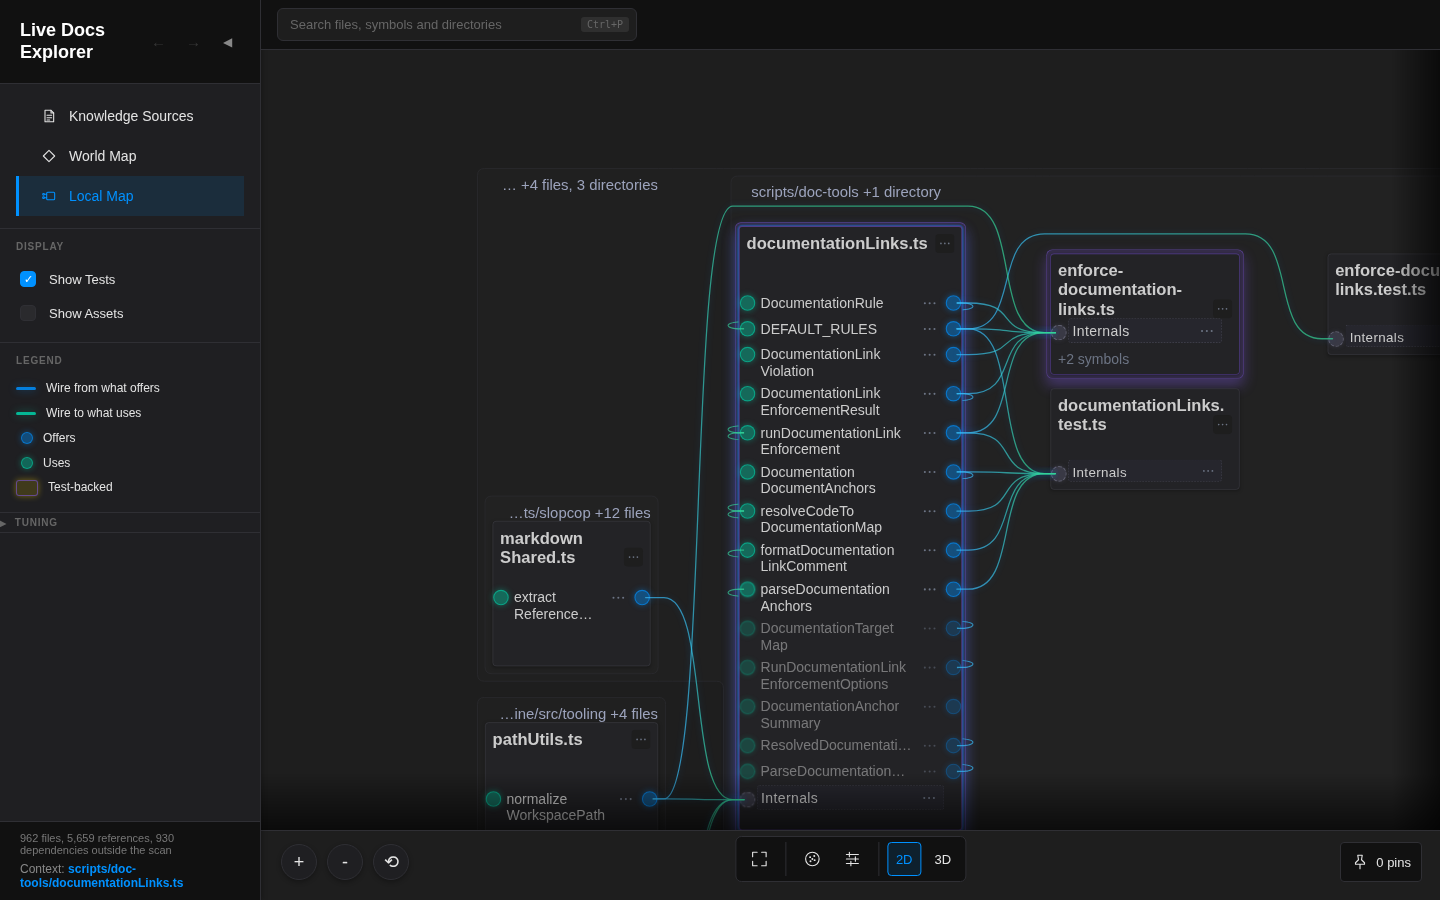 Live Docs
Explorer
← → ◀
Search files, symbols and directories
Ctrl+P
Knowledge Sources
World Map
Local Map
DISPLAY
Show Tests
Show Assets
LEGEND
Wire from what offers
Wire to what uses
Offers
Uses
Test-backed
▶ TUNING
962 files, 5,659 references, 930
dependencies outside the scan
Context: scripts/doc-
tools/documentationLinks.ts
… +4 files, 3 directories
scripts/doc-tools +1 directory
documentationLinks.ts ···
DocumentationRule ···
DEFAULT_RULES ···
DocumentationLink ···
Violation
DocumentationLink ···
EnforcementResult
runDocumentationLink ···
Enforcement
Documentation ···
DocumentAnchors
resolveCodeTo ···
DocumentationMap
formatDocumentation ···
LinkComment
parseDocumentation ···
Anchors
DocumentationTarget ···
Map
RunDocumentationLink ···
EnforcementOptions
DocumentationAnchor ···
Summary
ResolvedDocumentati… ···
ParseDocumentation… ···
Internals ···
enforce-
documentation-
links.ts ···
Internals ···
+2 symbols
documentationLinks.
test.ts ···
Internals ···
enforce-docu
links.test.ts
Internals
…ts/slopcop +12 files
markdown
Shared.ts ···
extract ···
Reference…
…ine/src/tooling +4 files
pathUtils.ts ···
normalize ···
WorkspacePath
+ - ⟲
2D
3D
0 pins